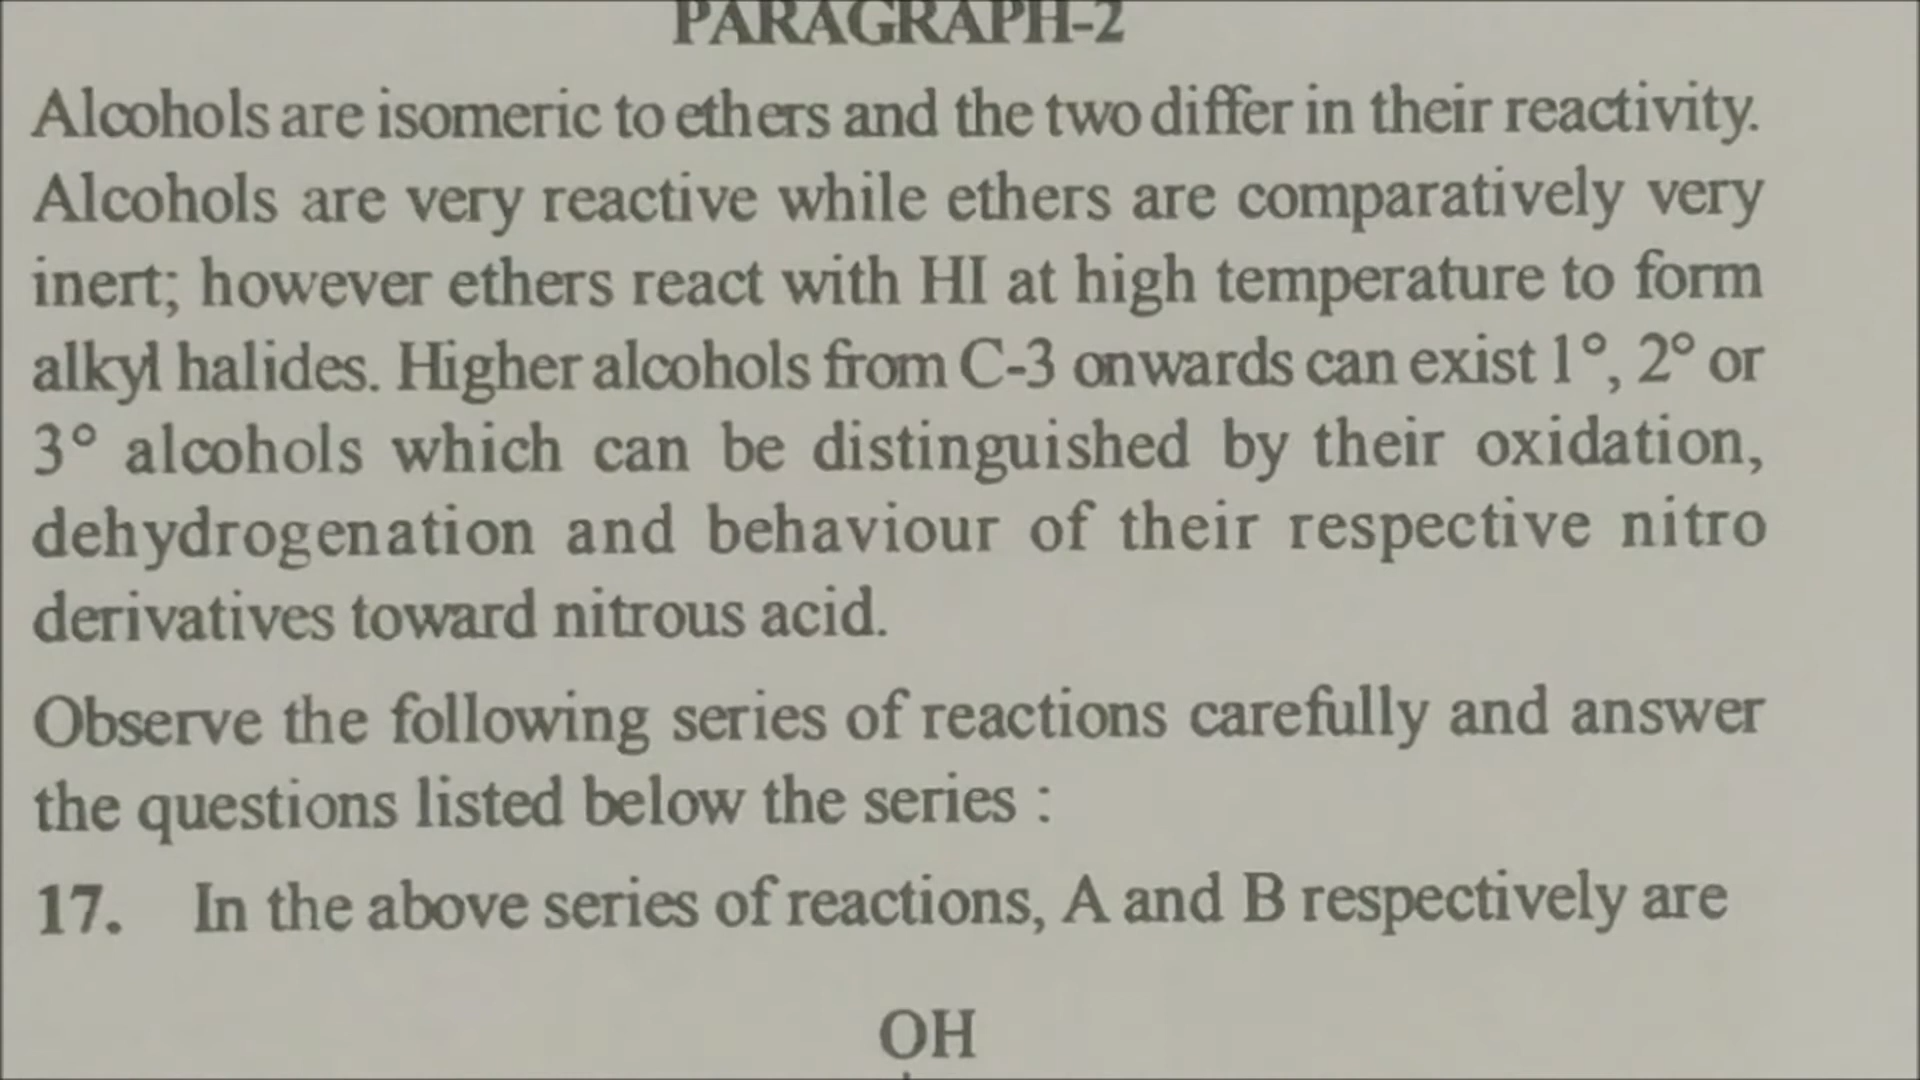 PARAGRAPH-2
Alcohols are isomeric to ethers and the two differ in their reactivity.
Alcohols are very reactive while ethers are comparatively very
inert; however ethers react with HI at high temperature to form
alkyl halides. Higher alcohols from C-3 onwards can exist 1°, 2° or
3° alcohols which can be distinguished by their oxidation,
dehydrogenation and behaviour of their respective nitro
derivatives toward nitrous acid.
Observe the following series of reactions carefully and answer
the questions listed below the series :
17. In the above series of reactions, A and B respectively are
OH